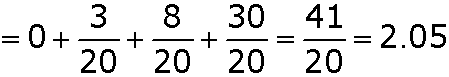 = 0 + 3/20 + 8/20 + 30/20 = 41/20 = 2.05